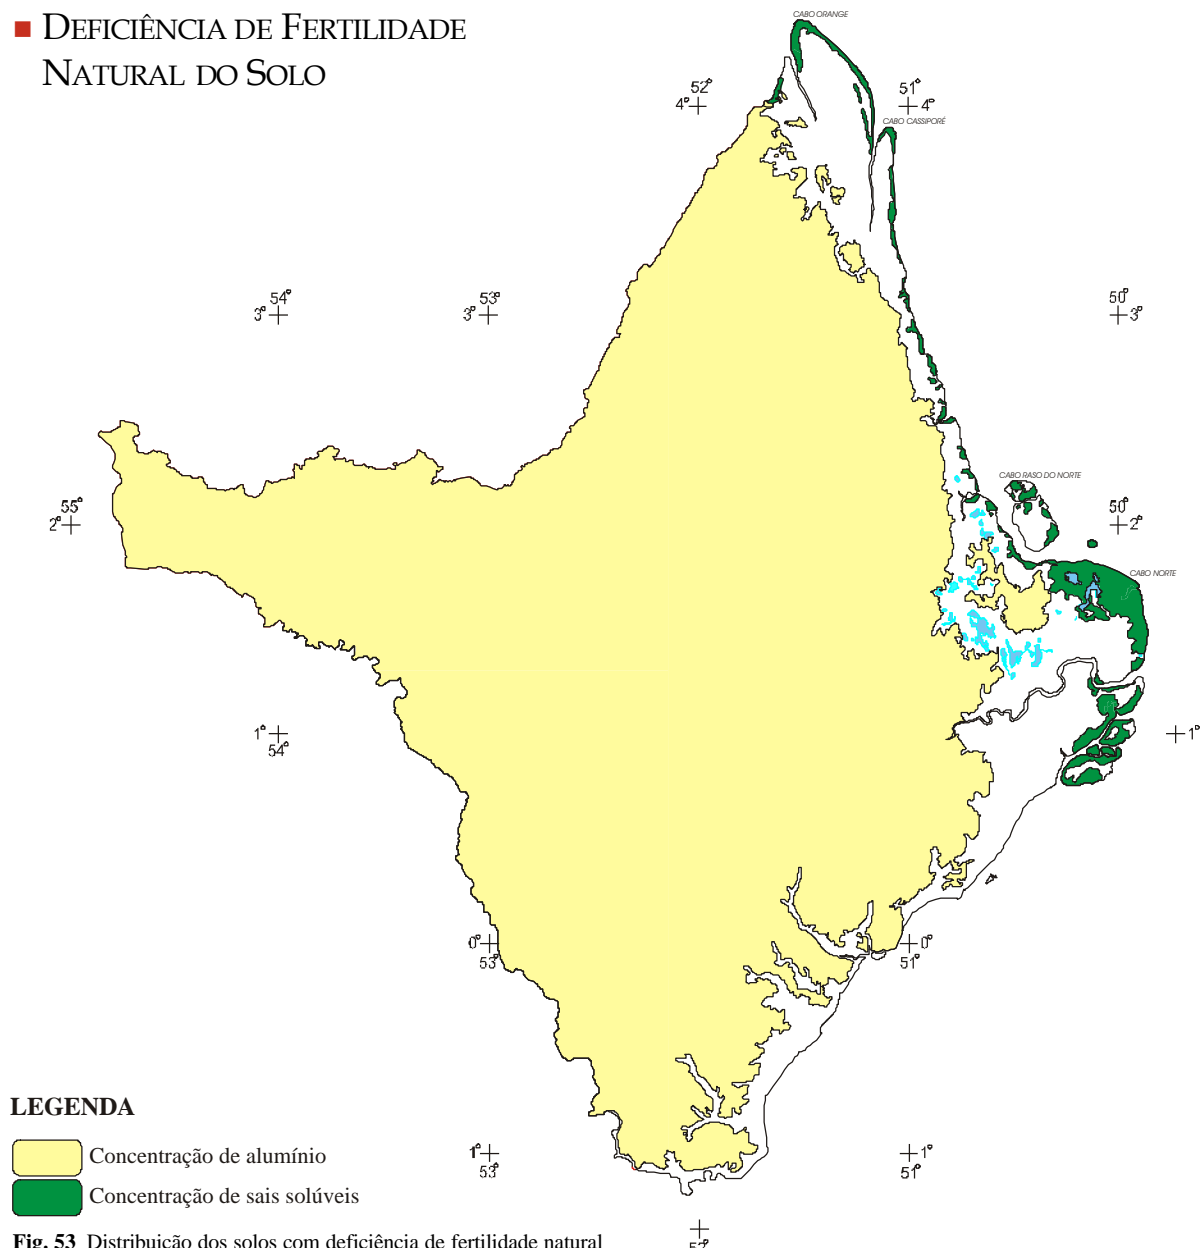 DEFICIÊNCIA DE FERTILIDADE
NATURAL DO SOLO
CABO ORANGE
52°
4°
51°
4°
CABO CASSIPORÉ
54°
3°
53°
3°
50°
3°
CABO RASO DO NORTE
55°
2°
50°
2°
CABO NORTE
1°
54°
1°
0°
53°
0°
51°
LEGENDA
Concentração de alumínio
1°
53°
1°
51°
Concentração de sais solúveis
Fig. 53 Distribuição dos solos com deficiência de fertilidade natural
52°